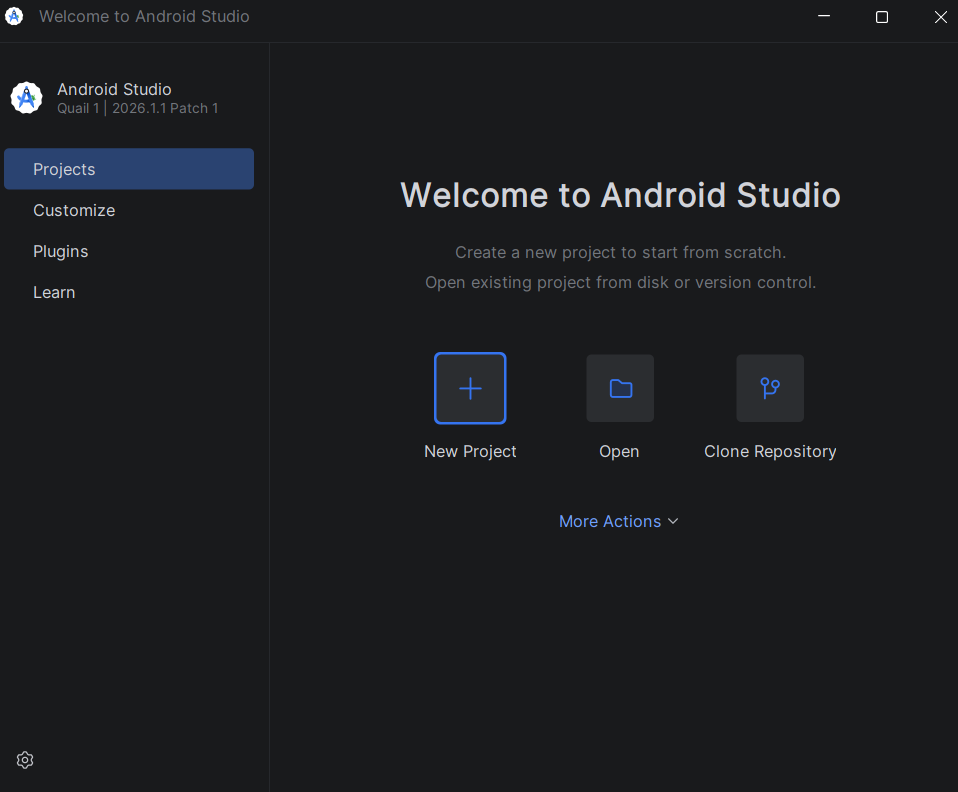 Welcome to Android Studio
Android Studio
Quail 1 | 2026.1.1 Patch 1
Projects
Customize
Plugins
Learn
Welcome to Android Studio
Create a new project to start from scratch.
Open existing project from disk or version control.
New Project
Open
Clone Repository
More Actions